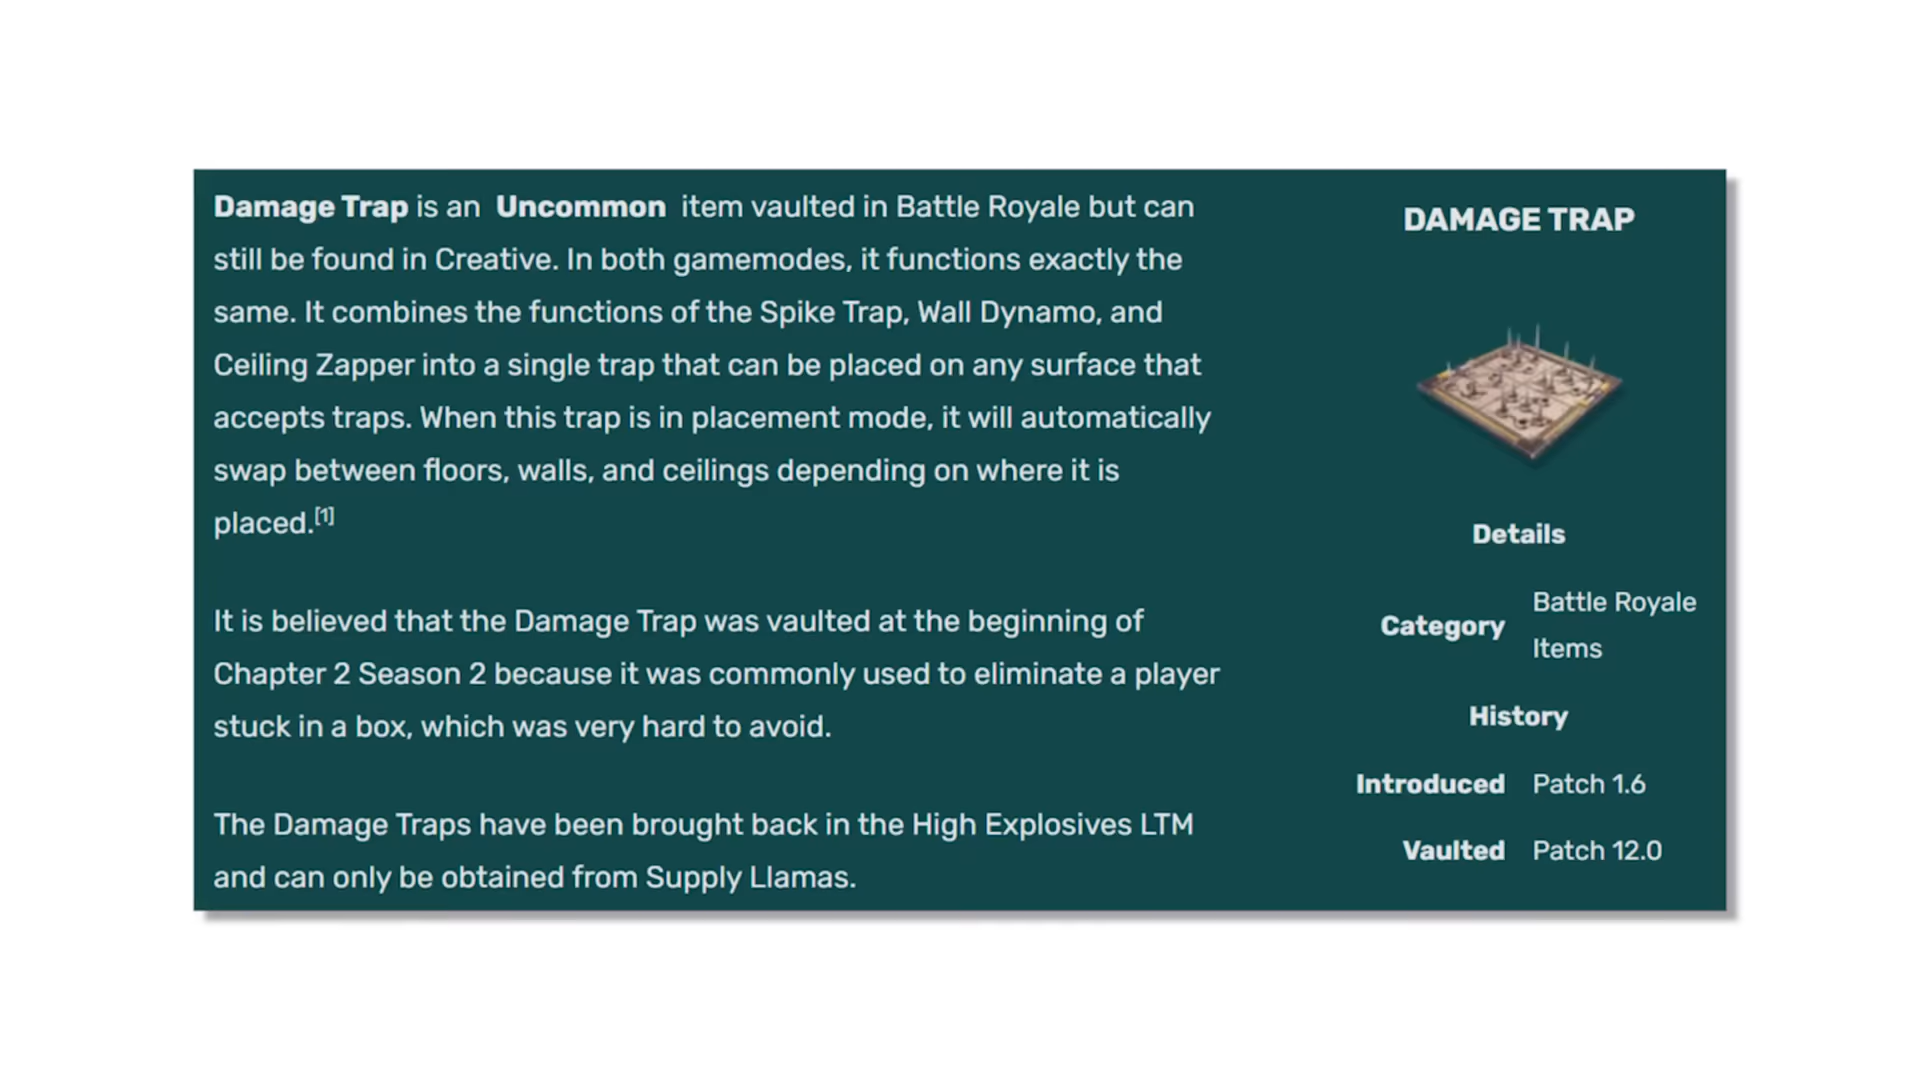 Damage Trap is an Uncommon item vaulted in Battle Royale but can
still be found in Creative. In both gamemodes, it functions exactly the
same. It combines the functions of the Spike Trap, Wall Dynamo, and
Ceiling Zapper into a single trap that can be placed on any surface that
accepts traps. When this trap is in placement mode, it will automatically
swap between floors, walls, and ceilings depending on where it is
placed.[1]
It is believed that the Damage Trap was vaulted at the beginning of
Chapter 2 Season 2 because it was commonly used to eliminate a player
stuck in a box, which was very hard to avoid.
The Damage Traps have been brought back in the High Explosives LTM
and can only be obtained from Supply Llamas.
DAMAGE TRAP
Details
Category Battle Royale
Items
History
Introduced Patch 1.6
Vaulted Patch 12.0